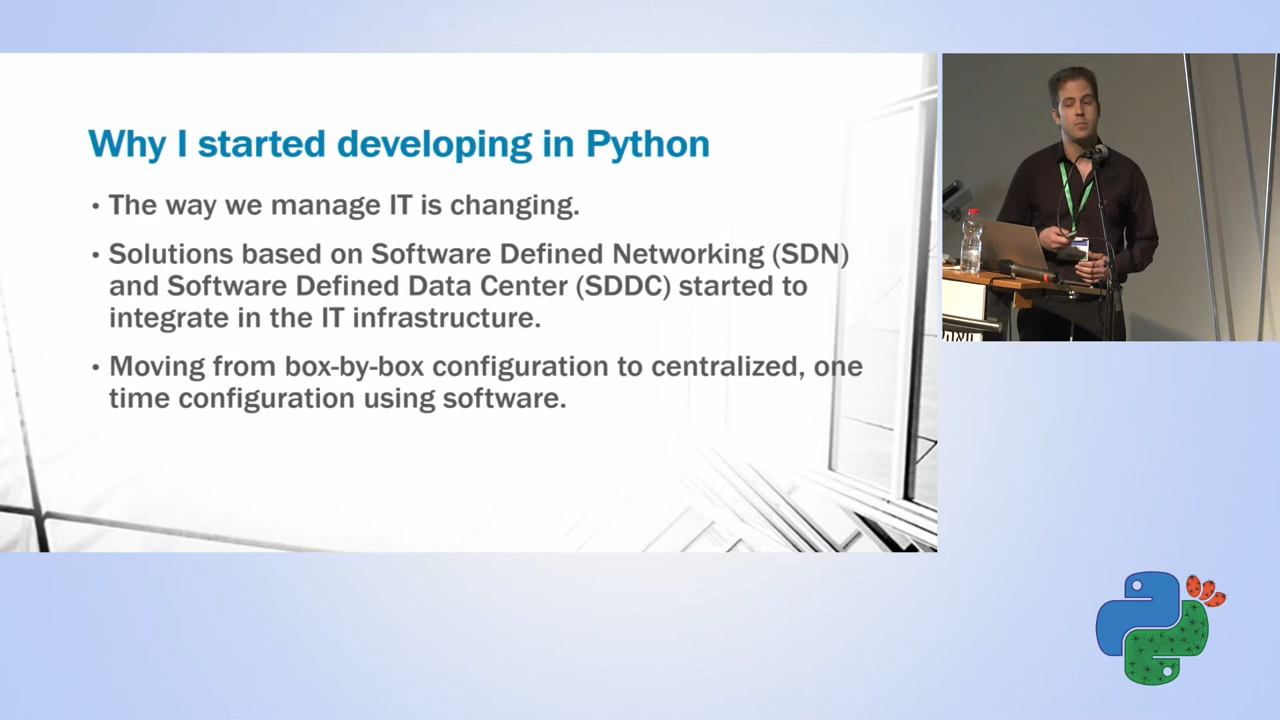 Why I started developing in Python
• The way we manage IT is changing.
• Solutions based on Software Defined Networking (SDN)
and Software Defined Data Center (SDDC) started to
integrate in the IT infrastructure.
• Moving from box-by-box configuration to centralized, one
time configuration using software.